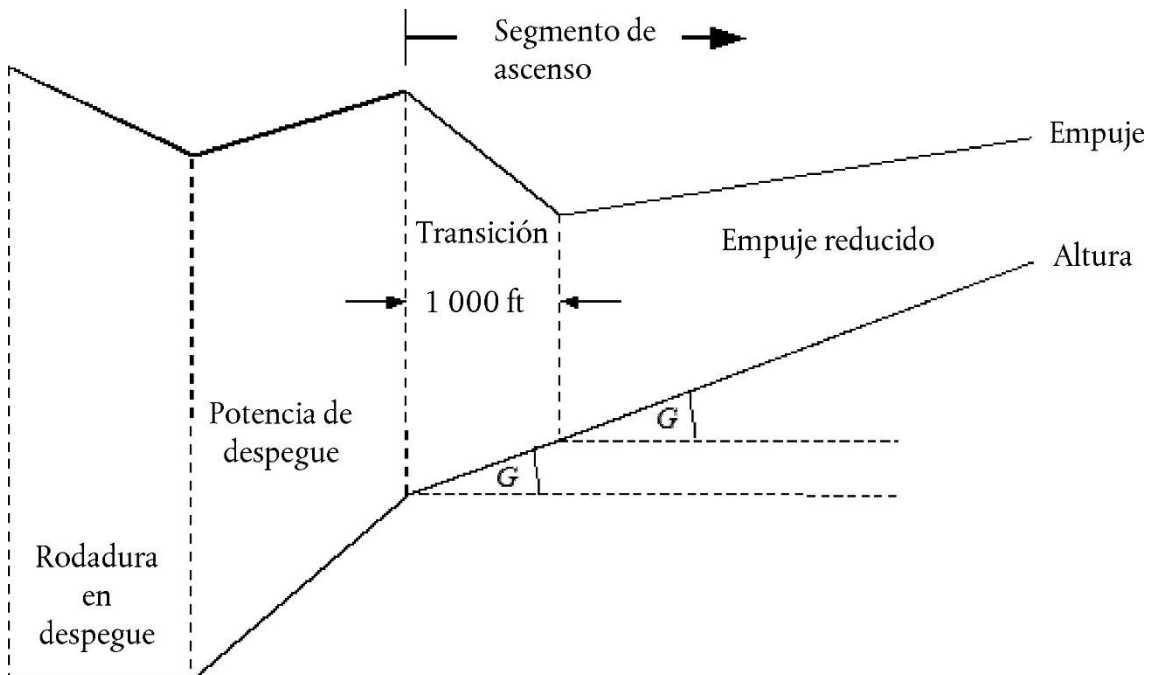 Segmento de
ascenso
Empuje
Transición
Empuje reducido
Altura
1 000 ft
Potencia de
despegue
G
G
Rodadura
en
despegue